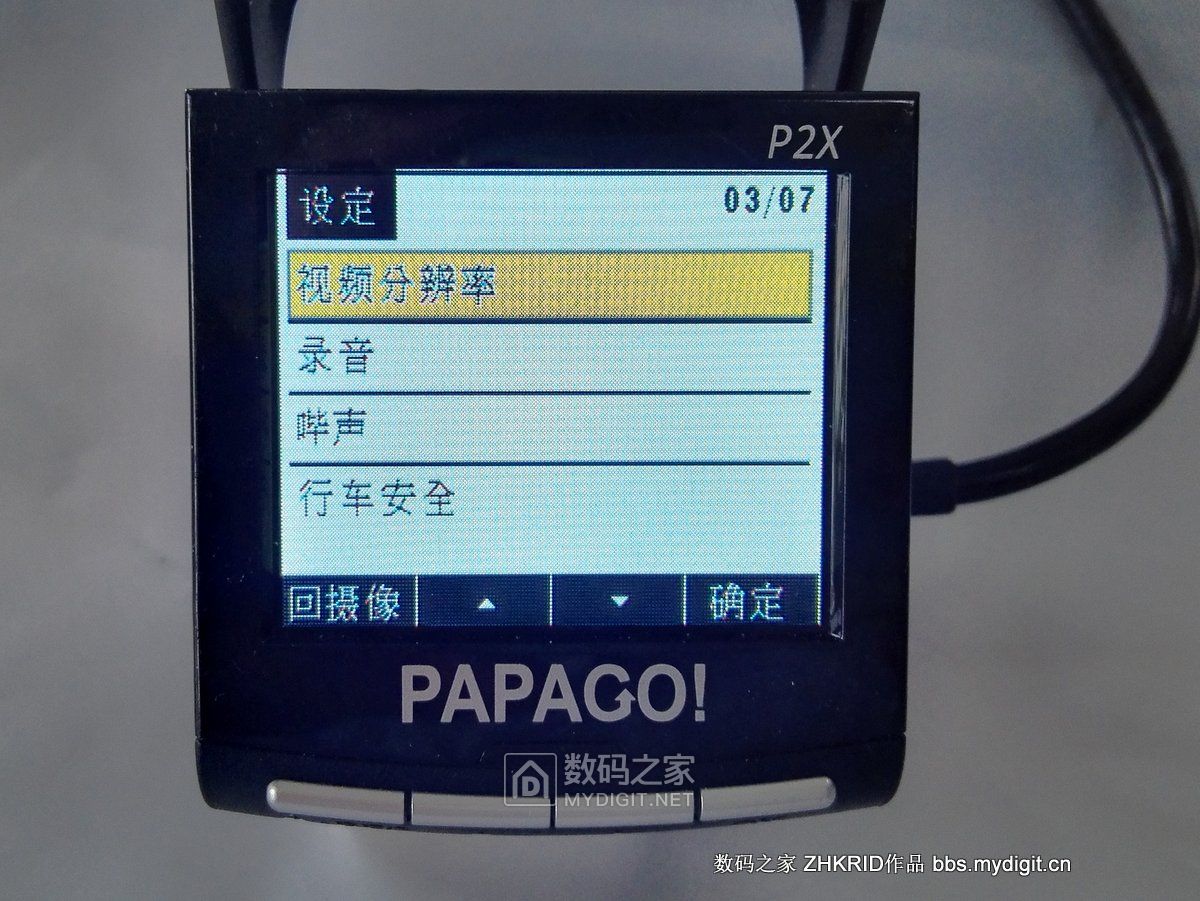 P2X
设定
03/07
视频分辨率
录音
哔声
行车安全
回摄像
确定
PAPAGO!
数码之家
MYDIGIT.NET
数码之家 ZHKRID作品 bbs.mydigit.cn